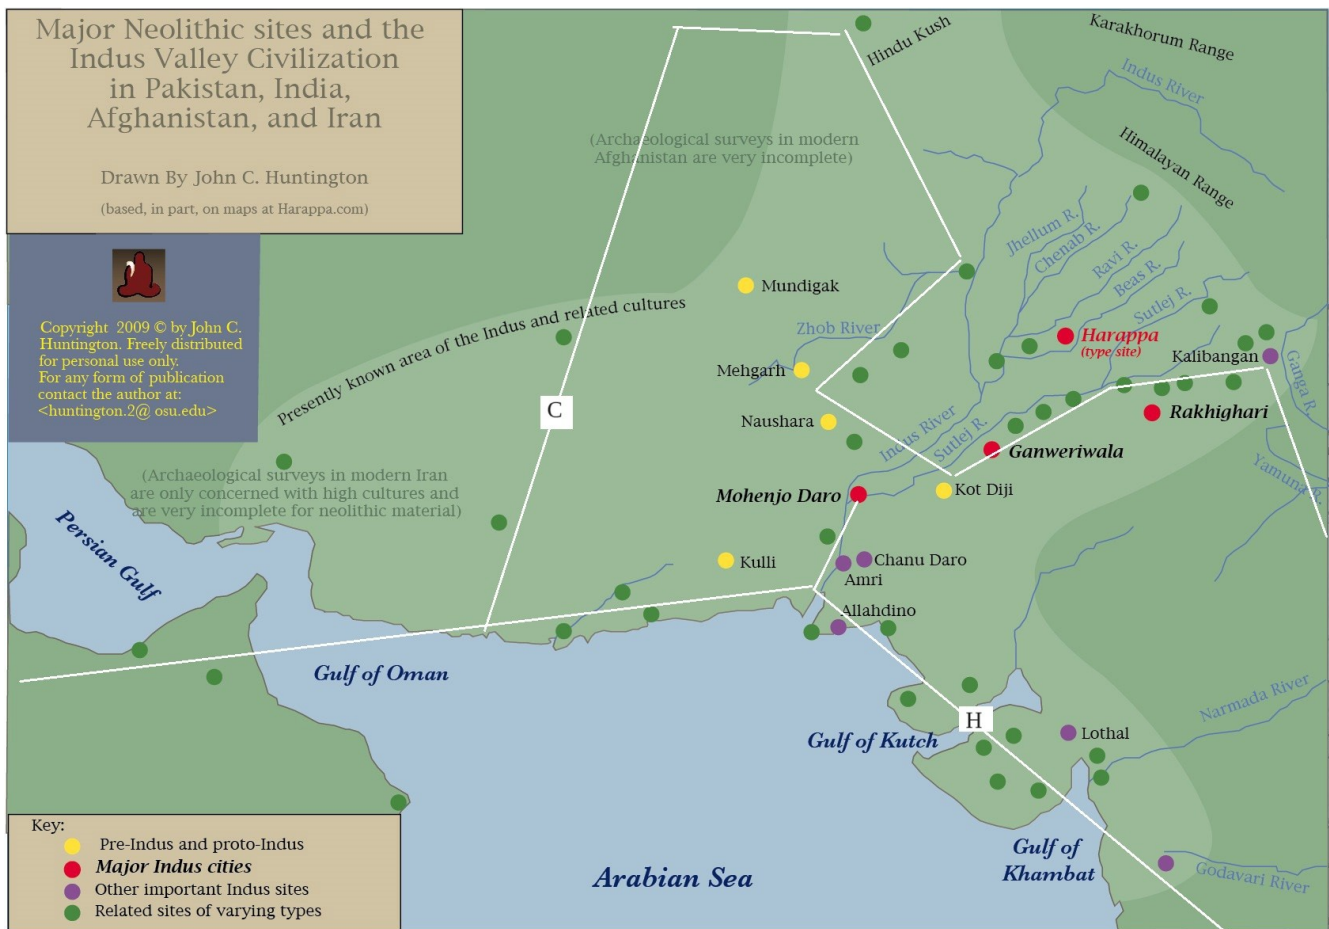 Major Neolithic sites and the
Indus Valley Civilization
in Pakistan, India,
Afghanistan, and Iran
Drawn By John C. Huntington
(based, in part, on maps at Harappa.com)
Copyright 2009 © by John C.
Huntington. Freely distributed
for personal use only.
For any form of publication
contact the author at:
<huntington.2@ osu.edu>
Hindu Kush
Karakhorum Range
Indus River
Himalayan Range
(Archaeological surveys in modern
Afghanistan are very incomplete)
Jhellum R.
Chenab R.
Ravi R.
Beas R.
Sutlej R.
Mundigak
Presently known area of the Indus and related cultures
Zhob River
Harappa
(type site)
Kalibangan
Ganga R.
Mehgarh
C
Naushara
Indus River
Sutlej R.
Rakhighari
Ganweriwala
Yamuna R.
(Archaeological surveys in modern Iran
are only concerned with high cultures and
are very incomplete for neolithic material)
Mohenjo Daro
Kot Diji
Persian Gulf
Kulli
Chanu Daro
Amri
Allahdino
Gulf of Oman
Narmada River
H
Gulf of Kutch
Lothal
Gulf of
Khambat
Arabian Sea
Godavari River
Key:
Pre-Indus and proto-Indus
Major Indus cities
Other important Indus sites
Related sites of varying types